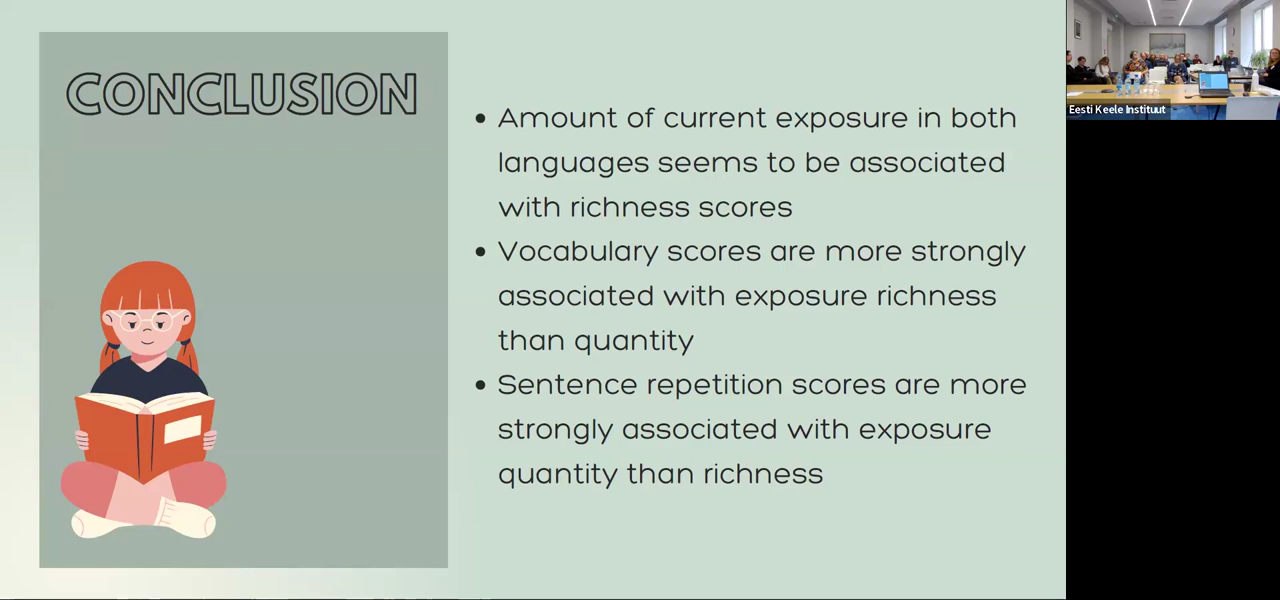 CONCLUSION
• Amount of current exposure in both
languages seems to be associated
with richness scores
• Vocabulary scores are more strongly
associated with exposure richness
than quantity
• Sentence repetition scores are more
strongly associated with exposure
quantity than richness
Eesti Keele Instituut